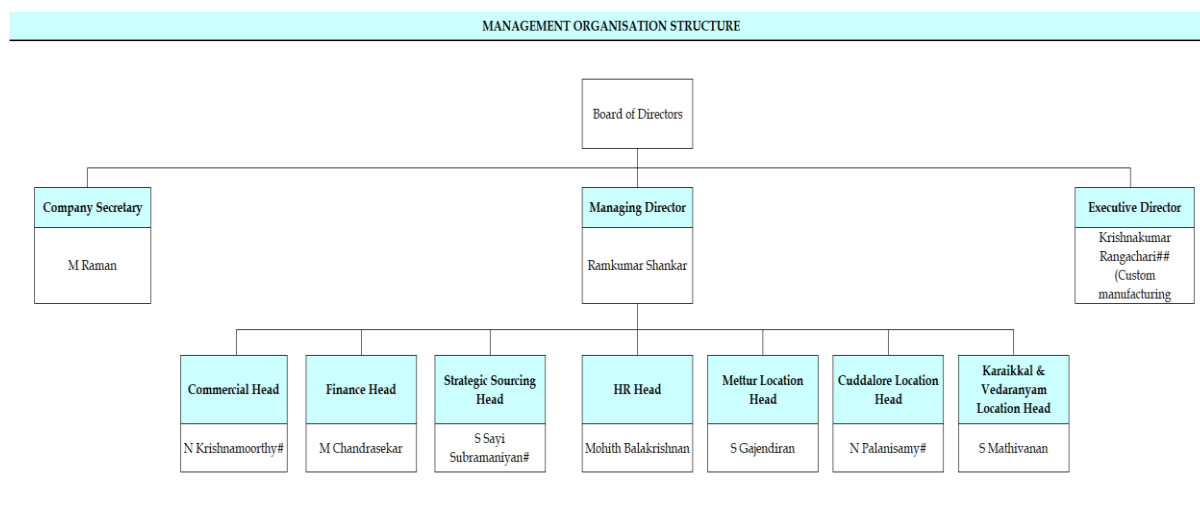 MANAGEMENT ORGANISATION STRUCTURE
Board of Directors
Company Secretary
M Raman
Managing Director
Ramkumar Shankar
Executive Director
Krishnakumar
Rangachari##
(Custom
manufacturing
Commercial Head
N Krishnamoorthy#
Finance Head
M Chandrasekar
Strategic Sourcing
Head
S Sayi
Subramaniyan#
HR Head
Mohith Balakrishnan
Mettur Location
Head
S Gajendiran
Cuddalore Location
Head
N Palanisamy#
Karaikkal &
Vedaranyam
Location Head
S Mathivanan